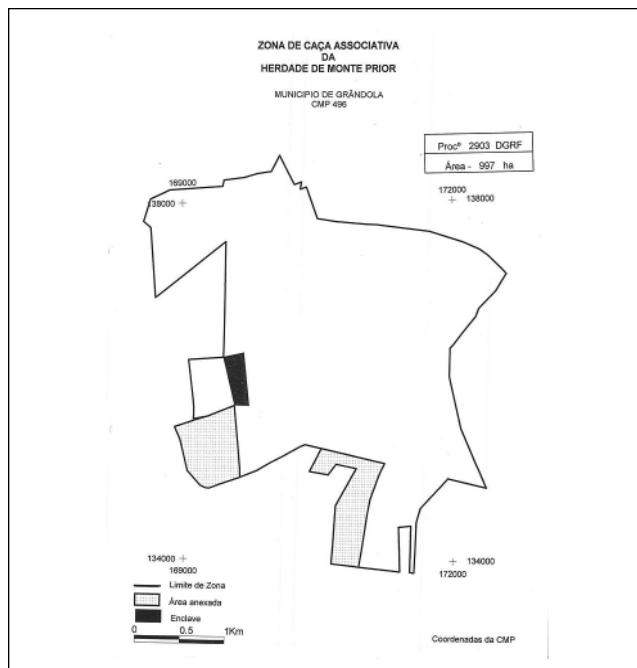 ZONA DE CAÇA ASSOCIATIVA
DA
HERDADE DE MONTE PRIOR
MUNICIPIO DE GRÂNDOLA
CMP 496
Procº 2903 DGRF
Área - 997 ha
169000
138000
172000
138000
134000
169000
134000
172000
Limite de Zona
Área anexada
Enclave
0 0.5 1Km
Coordenadas da CMP